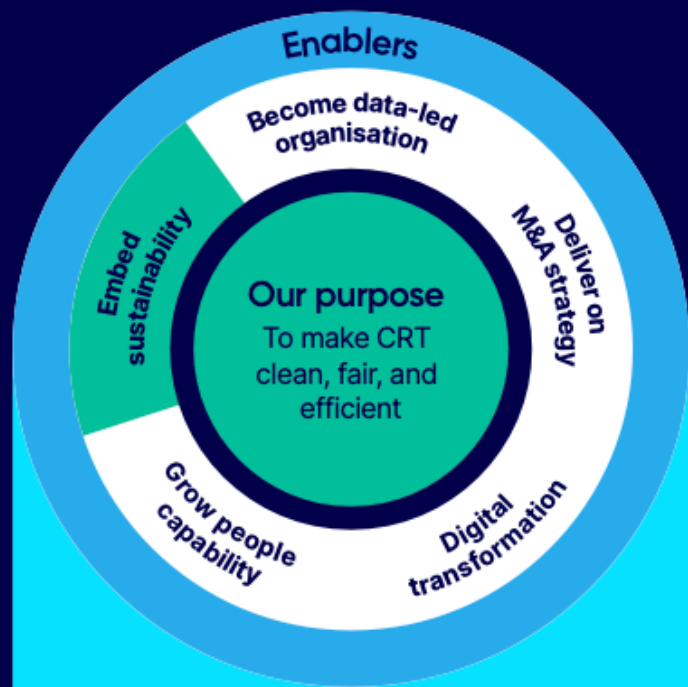 Enablers
Become data-led
organisation
Deliver on
M&A strategy
Digital
transformation
Grow people
capability
Embed
sustainability
Our purpose
To make CRT
clean, fair, and
efficient